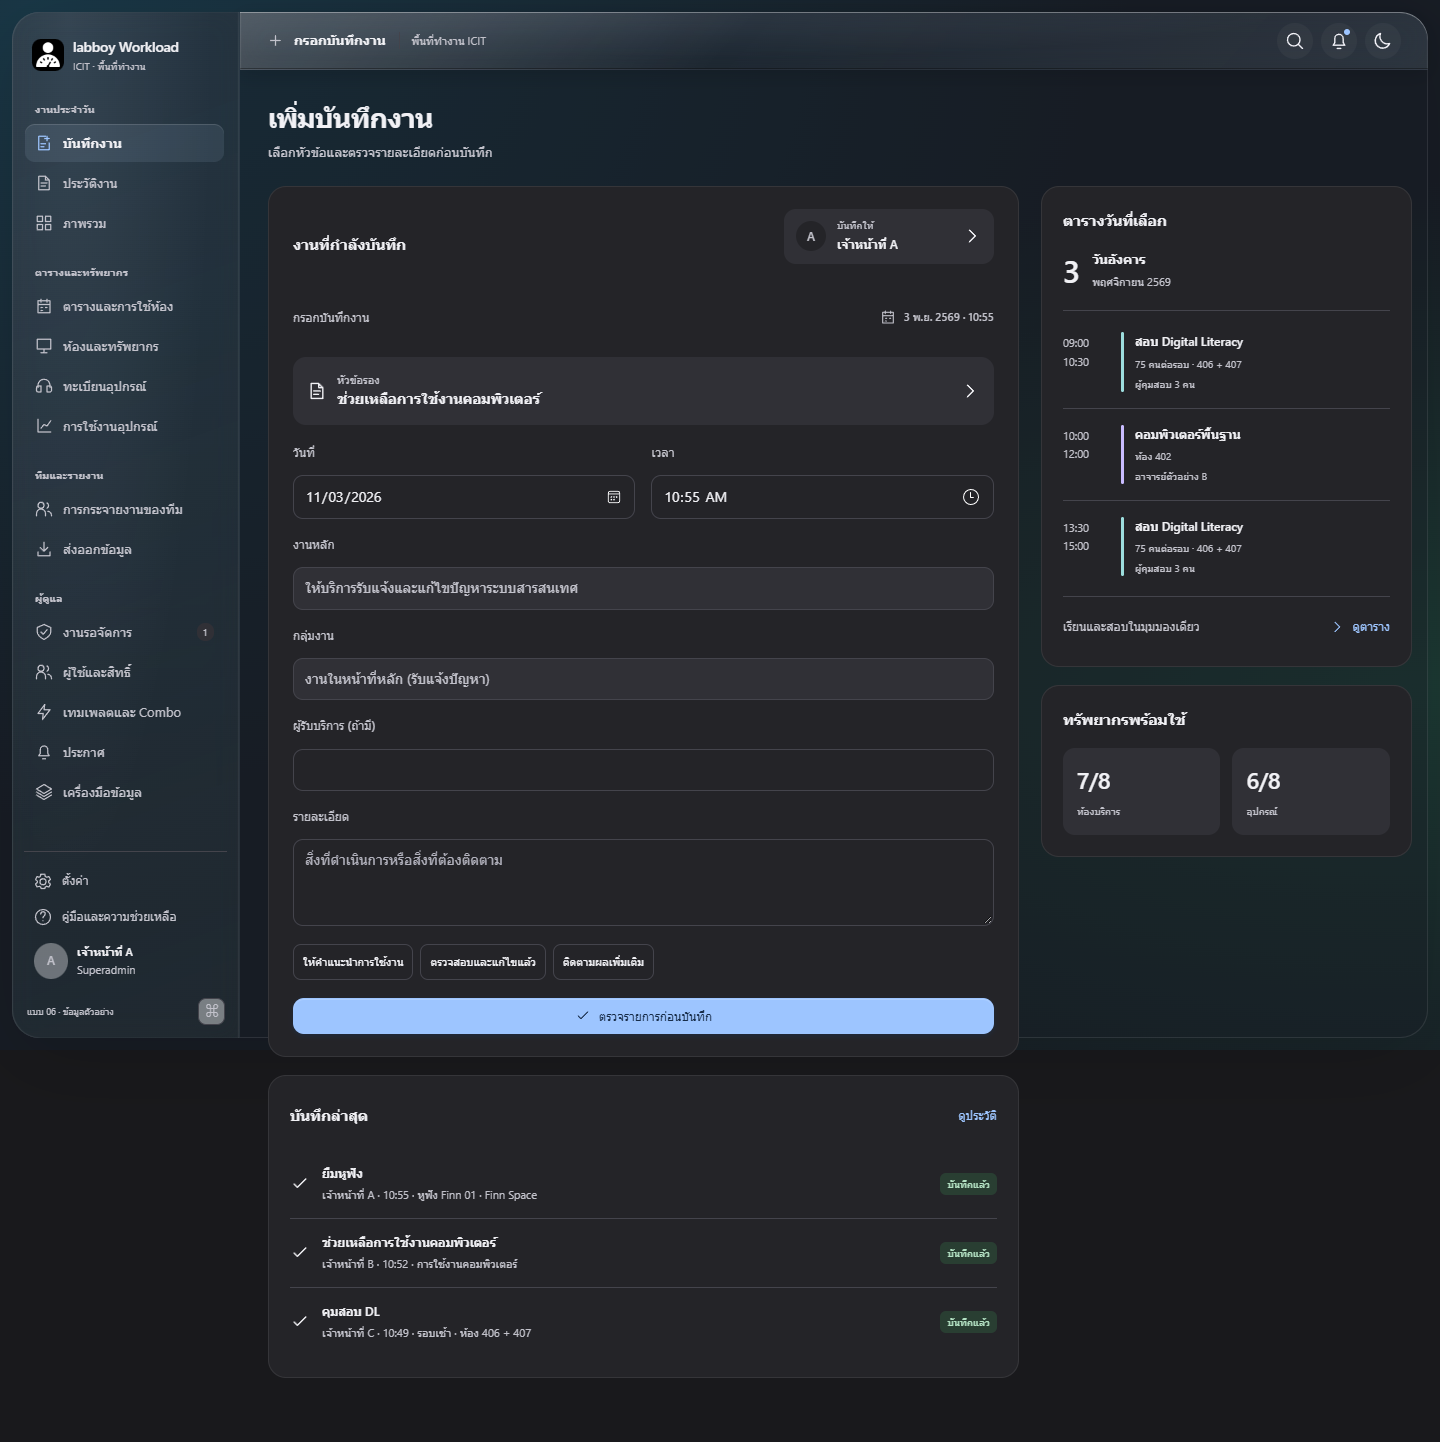 labboy Workload
ICIT · พื้นที่ทำงาน
งานประจำวัน
บันทึกงาน
ประวัติงาน
ภาพรวม
ตารางและทรัพยากร
ตารางและการใช้ห้อง
ห้องและทรัพยากร
ทะเบียนอุปกรณ์
การใช้งานอุปกรณ์
ทีมและรายงาน
การกระจายงานของทีม
ส่งออกข้อมูล
ผู้ดูแล
งานรอจัดการ 1
ผู้ใช้และสิทธิ์
เทมเพลตและ Combo
ประกาศ
เครื่องมือข้อมูล
ตั้งค่า
คู่มือและความช่วยเหลือ
A
เจ้าหน้าที่ A
Superadmin
แบบ 06 · ข้อมูลตัวอย่าง ⌘
กรอกบันทึกงาน พื้นที่ทำงาน ICIT
เพิ่มบันทึกงาน
เลือกหัวข้อและตรวจรายละเอียดก่อนบันทึก
งานที่กำลังบันทึก
A
บันทึกให้
เจ้าหน้าที่ A
กรอกบันทึกงาน 3 พ.ย. 2569 · 10:55
หัวข้อรอง
ช่วยเหลือการใช้งานคอมพิวเตอร์
วันที่ เวลา
11/03/2026 10:55 AM
งานหลัก
ให้บริการรับแจ้งและแก้ไขปัญหาระบบสารสนเทศ
กลุ่มงาน
งานในหน้าที่หลัก (รับแจ้งปัญหา)
ผู้รับบริการ (ถ้ามี)
รายละเอียด
สิ่งที่ดำเนินการหรือสิ่งที่ต้องติดตาม
ให้คำแนะนำการใช้งาน ตรวจสอบและแก้ไขแล้ว ติดตามผลเพิ่มเติม
ตรวจรายการก่อนบันทึก
บันทึกล่าสุด ดูประวัติ
ยืมหูฟัง
เจ้าหน้าที่ A · 10:55 · หูฟัง Finn 01 · Finn Space
บันทึกแล้ว
ช่วยเหลือการใช้งานคอมพิวเตอร์
เจ้าหน้าที่ B · 10:52 · การใช้งานคอมพิวเตอร์
บันทึกแล้ว
คุมสอบ DL
เจ้าหน้าที่ C · 10:49 · รอบเช้า · ห้อง 406 + 407
บันทึกแล้ว
ตารางวันที่เลือก
3
วันอังคาร
พฤศจิกายน 2569
09:00
10:30
สอบ Digital Literacy
75 คนต่อรอบ · 406 + 407
ผู้คุมสอบ 3 คน
10:00
12:00
คอมพิวเตอร์พื้นฐาน
ห้อง 402
อาจารย์ตัวอย่าง B
13:30
15:00
สอบ Digital Literacy
75 คนต่อรอบ · 406 + 407
ผู้คุมสอบ 3 คน
เรียนและสอบในมุมมองเดียว ดูตาราง
ทรัพยากรพร้อมใช้
7/8
ห้องบริการ
6/8
อุปกรณ์